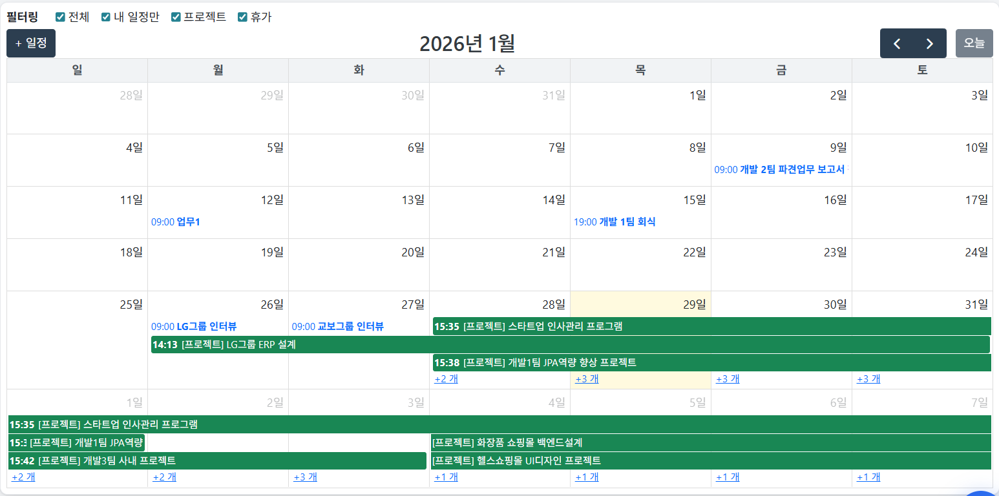 필터링 전체 내 일정만 프로젝트 휴가
+ 일정 2026년 1월 오늘
일 월 화 수 목 금 토
28일 29일 30일 31일 1일 2일 3일
4일 5일 6일 7일 8일 9일 10일
09:00 개발 2팀 파견업무 보고서
11일 12일 13일 14일 15일 16일 17일
09:00 업무1 19:00 개발 1팀 회식
18일 19일 20일 21일 22일 23일 24일
25일 26일 27일 28일 29일 30일 31일
09:00 LG그룹 인터뷰 09:00 교보그룹 인터뷰 15:35 [프로젝트] 스타트업 인사관리 프로그램
14:13 [프로젝트] LG그룹 ERP 설계
15:38 [프로젝트] 개발1팀 JPA역량 향상 프로젝트
+2 개 +3 개 +3 개 +3 개
1일 2일 3일 4일 5일 6일 7일
15:35 [프로젝트] 스타트업 인사관리 프로그램
15:3 [프로젝트] 개발1팀 JPA역량 [프로젝트] 화장품 쇼핑몰 백엔드설계
15:42 [프로젝트] 개발3팀 사내 프로젝트 [프로젝트] 헬스쇼핑몰 UI디자인 프로젝트
+2 개 +2 개 +3 개 +1 개 +1 개 +1 개 +1 개